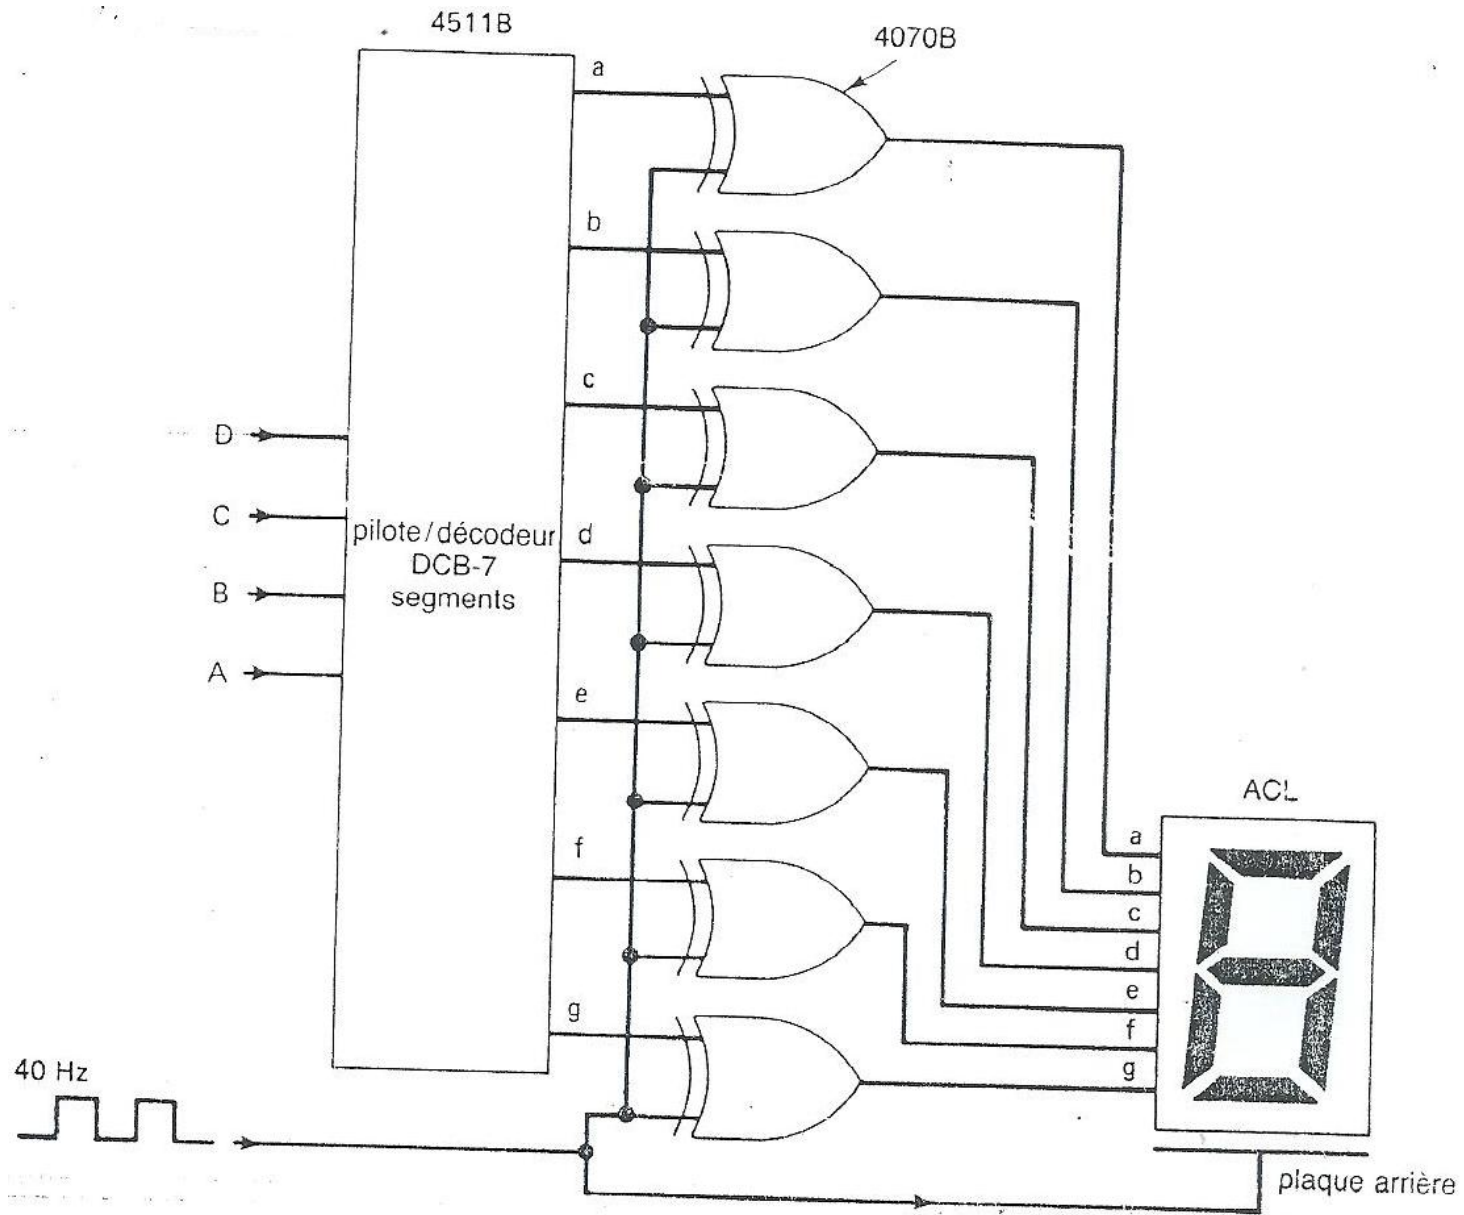 4511B
4070B
a
b
c
d
e
f
g
D
C
B
A
pilote/décodeur
DCB-7
segments
40 Hz
ACL
a
b
c
d
e
f
g
plaque arrière